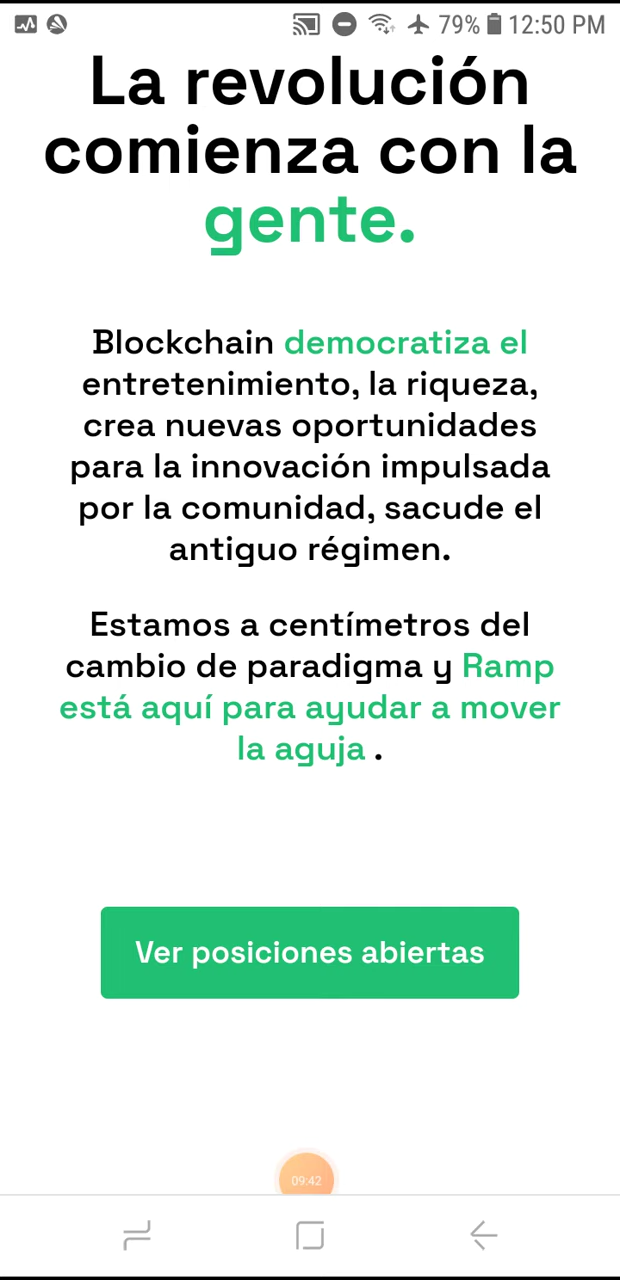 79% 12:50 PM
La revolución
comienza con la
gente.
Blockchain democratiza el
entretenimiento, la riqueza,
crea nuevas oportunidades
para la innovación impulsada
por la comunidad, sacude el
antiguo régimen.
Estamos a centímetros del
cambio de paradigma y Ramp
está aquí para ayudar a mover
la aguja .
Ver posiciones abiertas
09:42